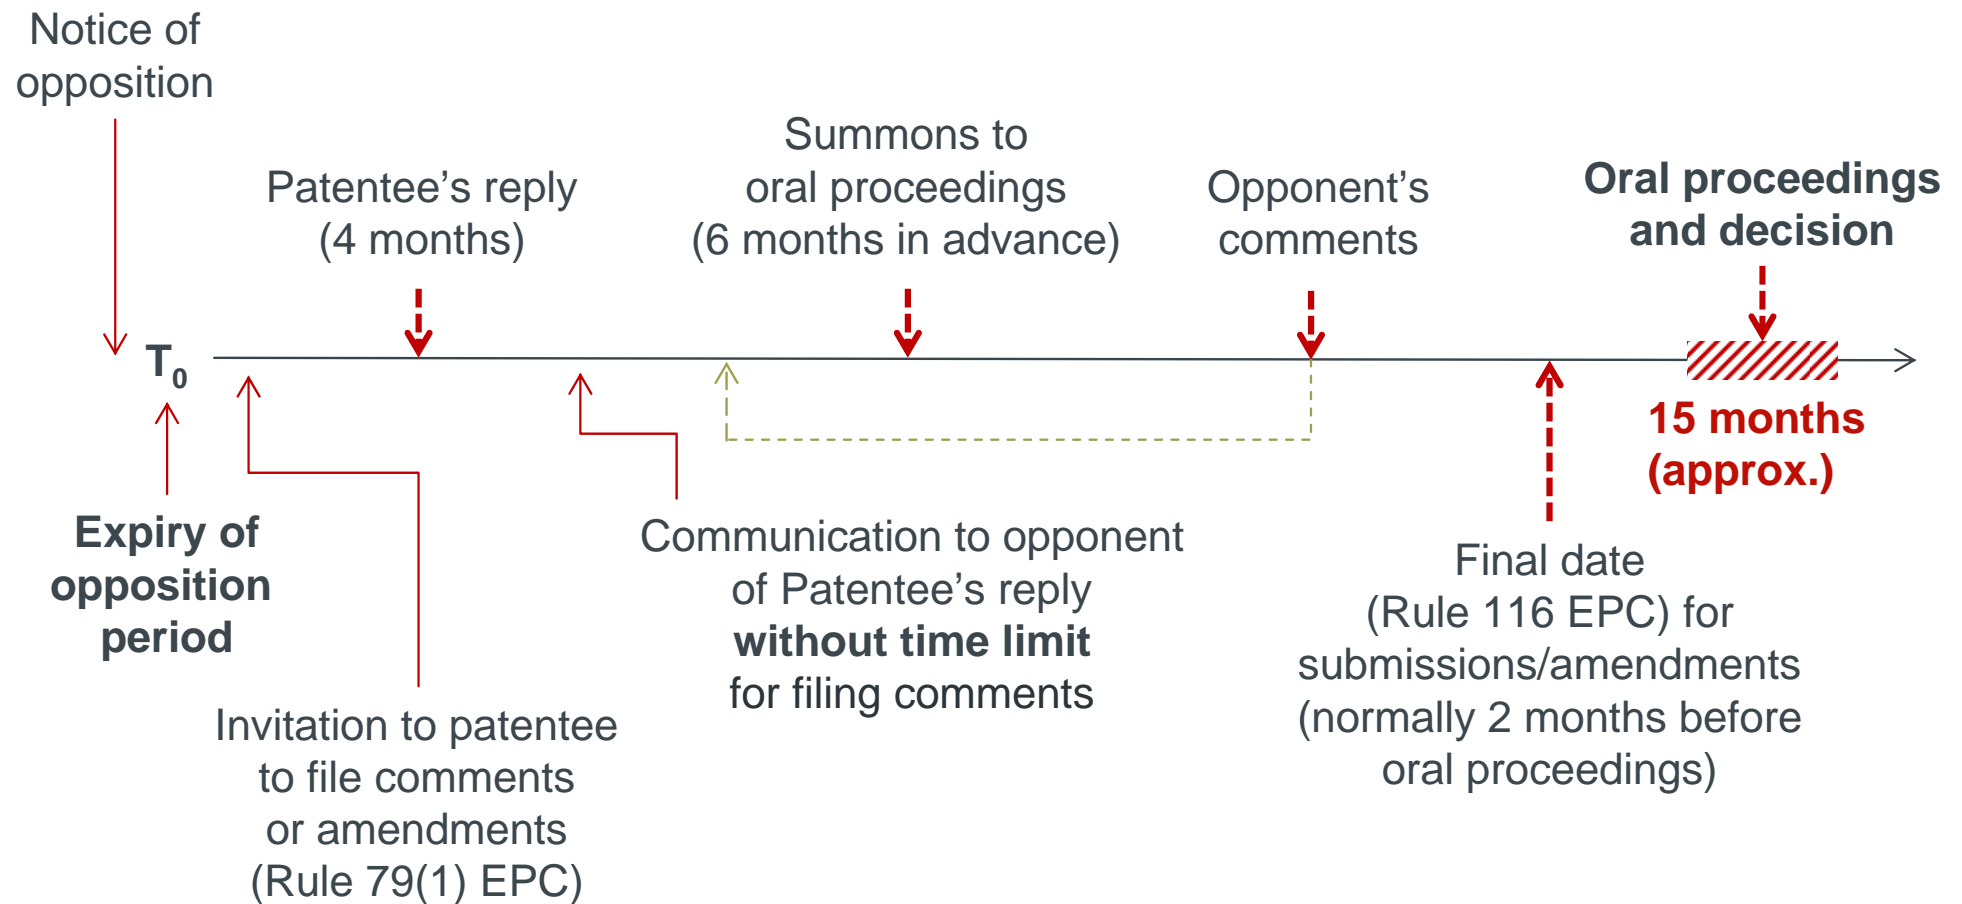 Notice of
opposition
Patentee’s reply
(4 months)
Summons to
oral proceedings
(6 months in advance)
Opponent’s
comments
Oral proceedings
and decision
T0
15 months
(approx.)
Expiry of
opposition
period
Invitation to patentee
to file comments
or amendments
(Rule 79(1) EPC)
Communication to opponent
of Patentee’s reply
without time limit
for filing comments
Final date
(Rule 116 EPC) for
submissions/amendments
(normally 2 months before
oral proceedings)